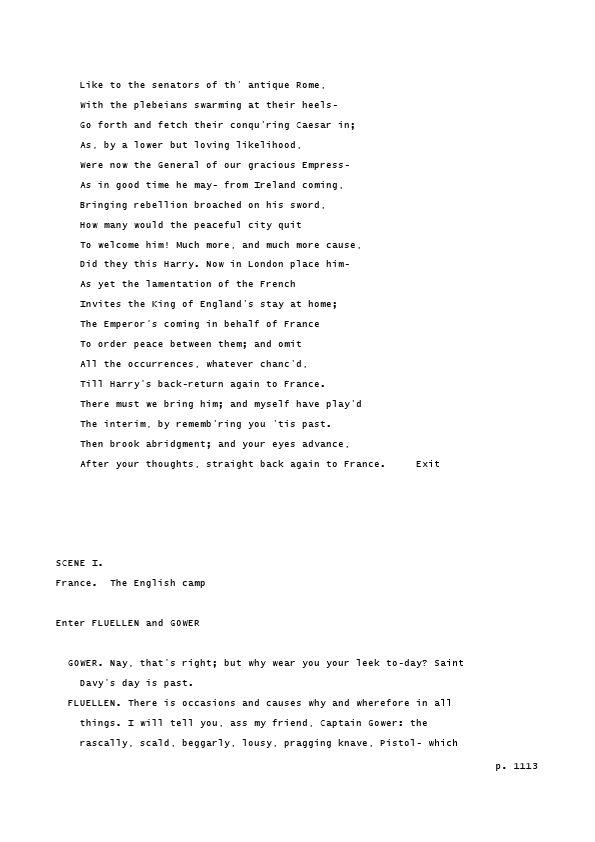 Like to the senators of th' antique Rome,
With the plebeians swarming at their heels-
Go forth and fetch their conqu'ring Caesar in;
As, by a lower but loving likelihood,
Were now the General of our gracious Empress-
As in good time he may- from Ireland coming,
Bringing rebellion broached on his sword,
How many would the peaceful city quit
To welcome him! Much more, and much more cause,
Did they this Harry. Now in London place him-
As yet the lamentation of the French
Invites the King of England's stay at home;
The Emperor's coming in behalf of France
To order peace between them; and omit
All the occurrences, whatever chanc'd,
Till Harry's back-return again to France.
There must we bring him; and myself have play'd
The interim, by rememb'ring you 'tis past.
Then brook abridgment; and your eyes advance,
After your thoughts, straight back again to France. Exit
SCENE I.
France. The English camp
Enter FLUELLEN and GOWER
GOWER. Nay, that's right; but why wear you your leek to-day? Saint
Davy's day is past.
FLUELLEN. There is occasions and causes why and wherefore in all
things. I will tell you, ass my friend, Captain Gower: the
rascally, scald, beggarly, lousy, pragging knave, Pistol- which
p. 1113